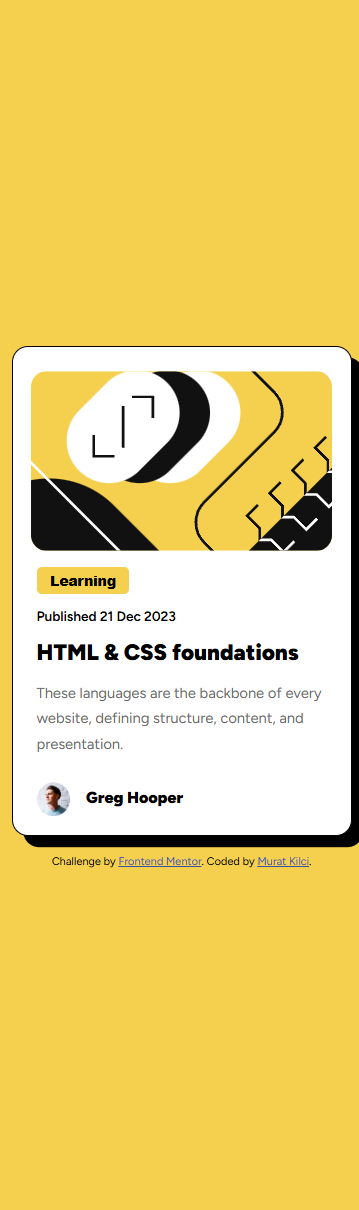 Learning
Published 21 Dec 2023
HTML & CSS foundations
These languages are the backbone of every
website, defining structure, content, and
presentation.
Greg Hooper
Challenge by Frontend Mentor. Coded by Murat Kilci.